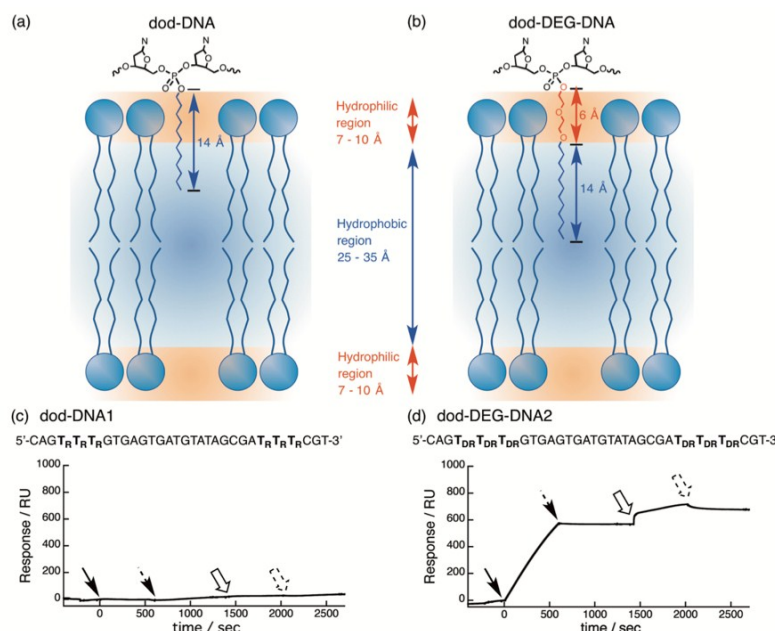 (a) dod-DNA
(b) dod-DEG-DNA
N N
O O O O P O O O
N N
O O O O P O O O
O
O
14 Å
Hydrophilic
region
7 - 10 Å
6 Å
14 Å
Hydrophobic
region
25 - 35 Å
Hydrophilic
region
7 - 10 Å
(c) dod-DNA1
5'-CAGTRTRTRGTGAGTGATGTATAGCGATRTRTRCGT-3'
Response / RU
1000
800
600
400
200
0
0 500 1000 1500 2000 2500
time / sec
(d) dod-DEG-DNA2
5'-CAGTDRTDRTDRGTGAGTGATGTATAGCGATDRTDRTDRCGT-3
Response / RU
1000
800
600
400
200
0
0 500 1000 1500 2000 2500
time / sec